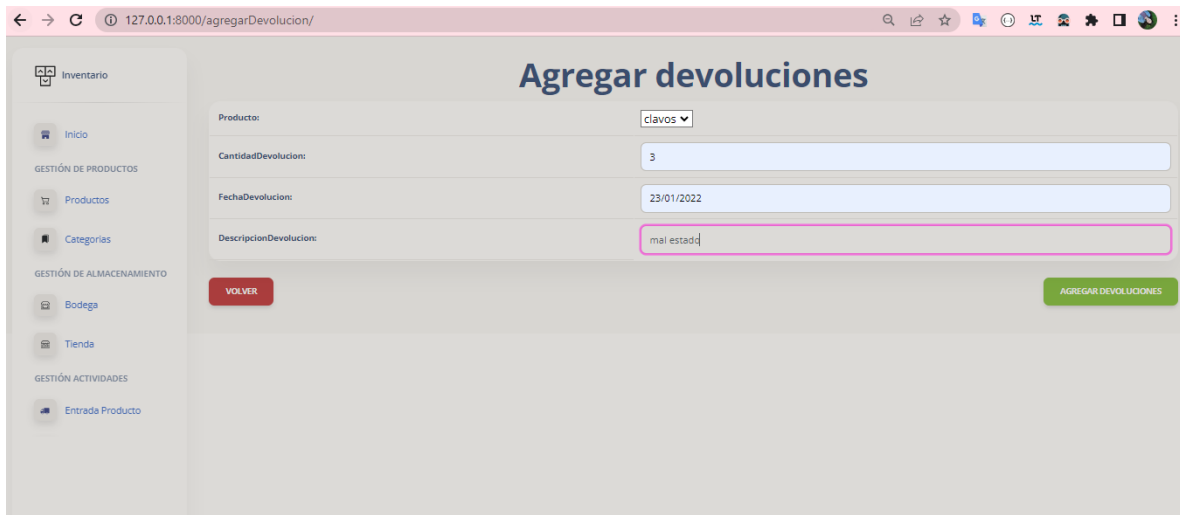 127.0.0.1:8000/agregarDevolucion/
Inventario
Inicio
GESTIÓN DE PRODUCTOS
Productos
Categorias
GESTIÓN DE ALMACENAMIENTO
Bodega
Tienda
GESTIÓN ACTIVIDADES
Entrada Producto
Agregar devoluciones
Producto: clavos
CantidadDevolucion: 3
FechaDevolucion: 23/01/2022
DescripcionDevolucion: mal estado
VOLVER AGREGAR DEVOLUCIONES